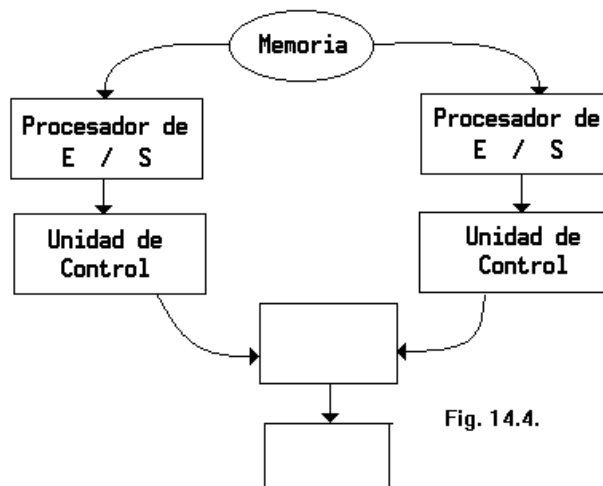 Memoria
Procesador de
E / S
Procesador de
E / S
Unidad de
Control
Unidad de
Control
Fig. 14.4.